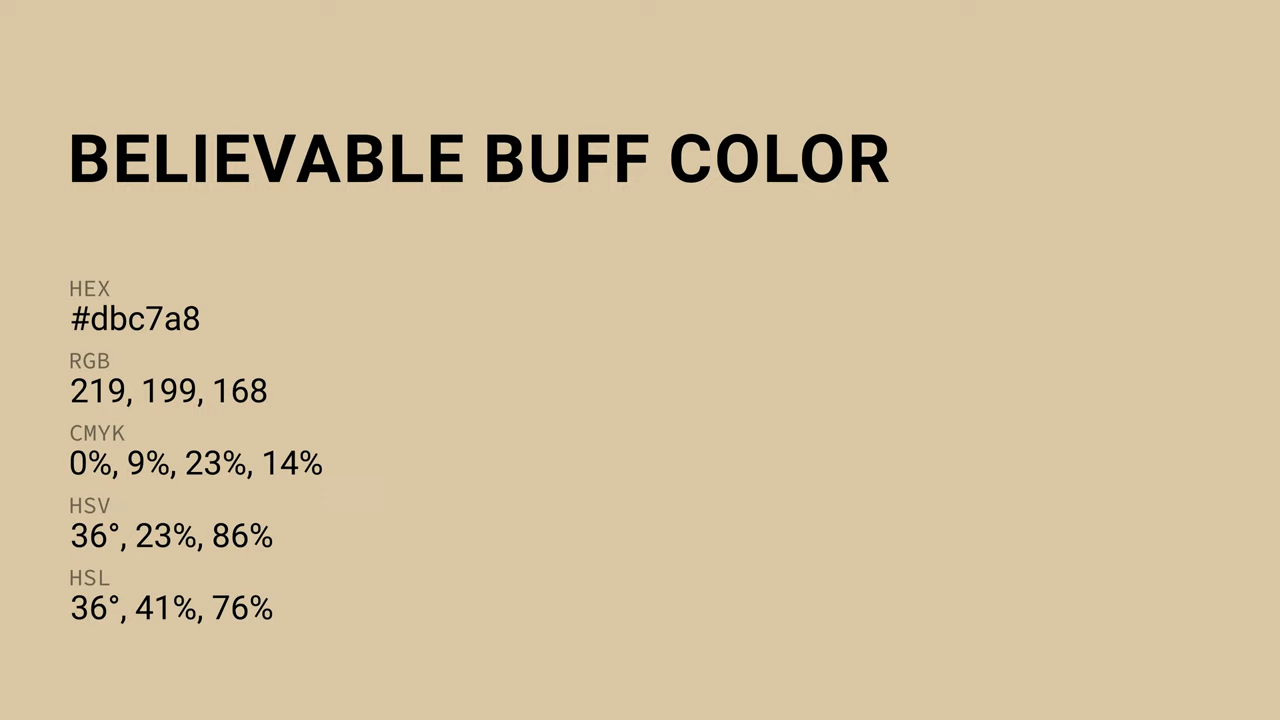 BELIEVABLE BUFF COLOR
HEX
#dbc7a8
RGB
219, 199, 168
CMYK
0%, 9%, 23%, 14%
HSV
36°, 23%, 86%
HSL
36°, 41%, 76%